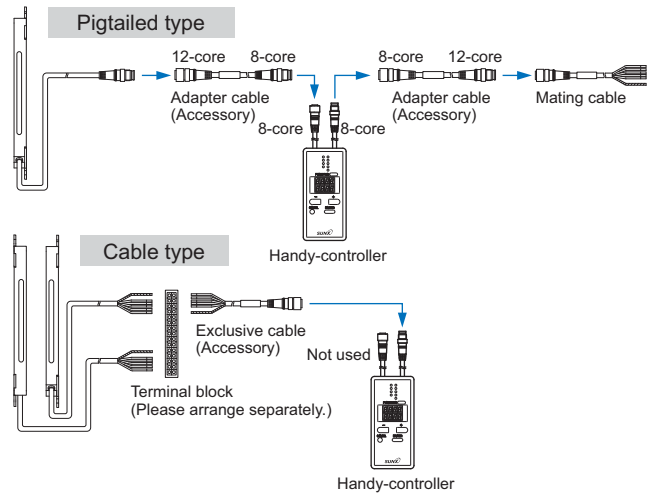 Pigtailed type
12-core 8-core
Adapter cable
(Accessory)
8-core 12-core
Adapter cable
(Accessory)
Mating cable
8-core 8-core
SUNX
Handy-controller
Cable type
Exclusive cable
(Accessory)
Not used
Terminal block
(Please arrange separately.)
SUNX
Handy-controller